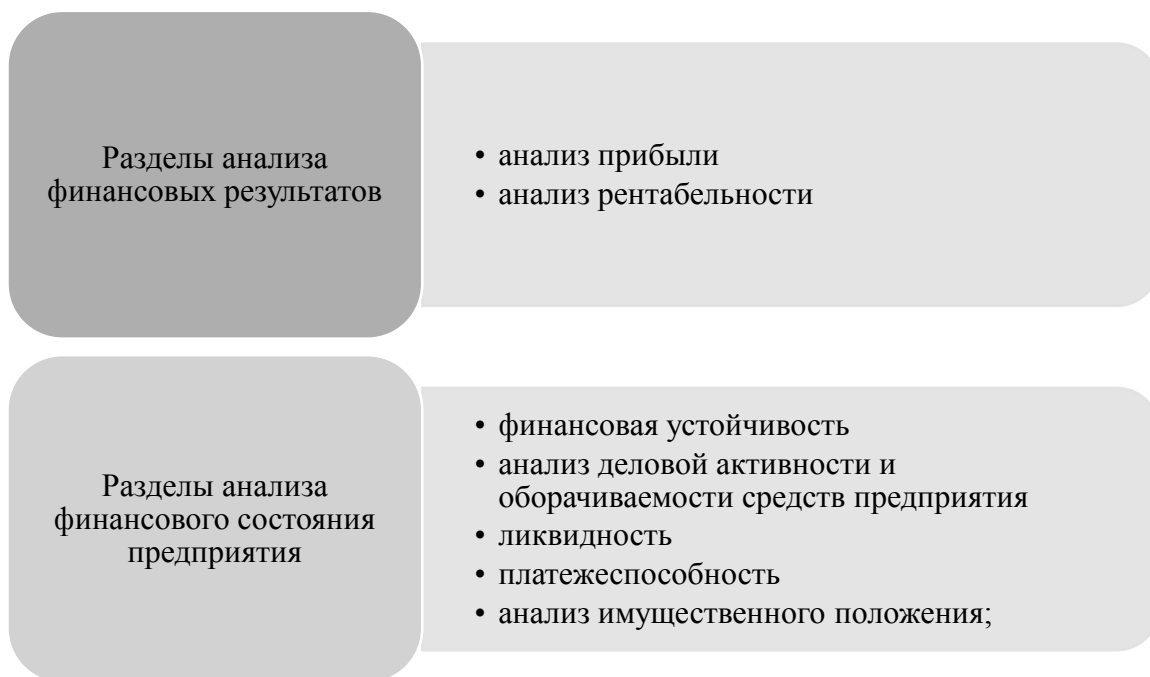 Разделы анализа
финансовых результатов
• анализ прибыли
• анализ рентабельности
Разделы анализа
финансового состояния
предприятия
• финансовая устойчивость
• анализ деловой активности и
оборачиваемости средств предприятия
• ликвидность
• платежеспособность
• анализ имущественного положения;